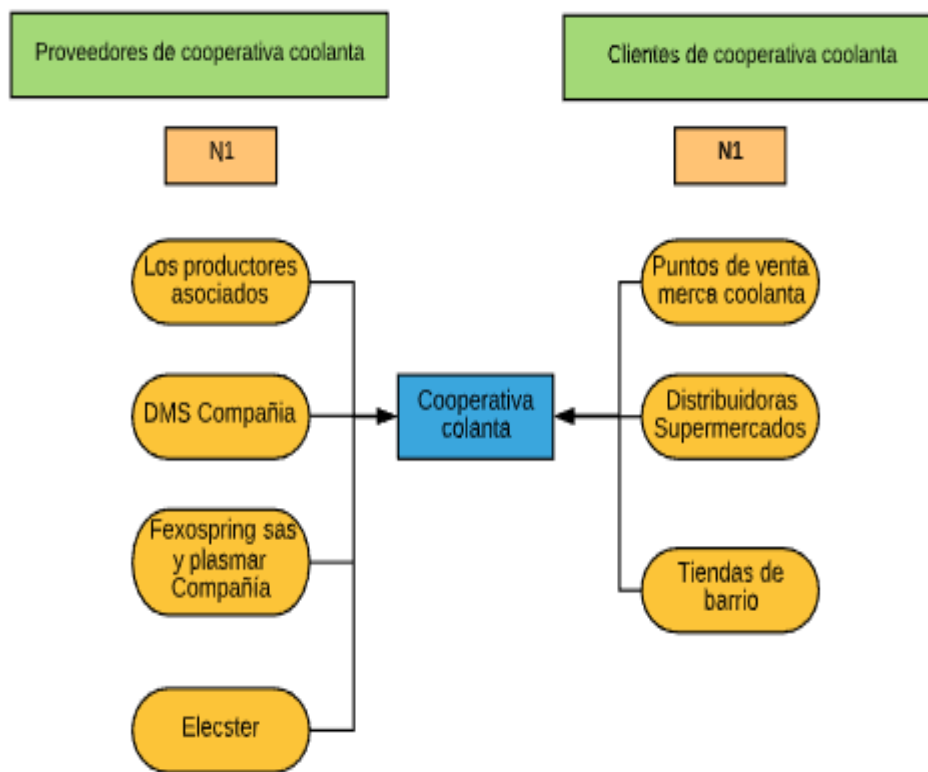 Proveedores de cooperativa coolanta
Clientes de cooperativa coolanta
N1
N1
Los productores
asociados
Puntos de venta
merca coolanta
DMS Compañia
Cooperativa
colanta
Distribuidoras
Supermercados
Fexospring sas
y plasmar
Compañía
Tiendas de
barrio
Elecster